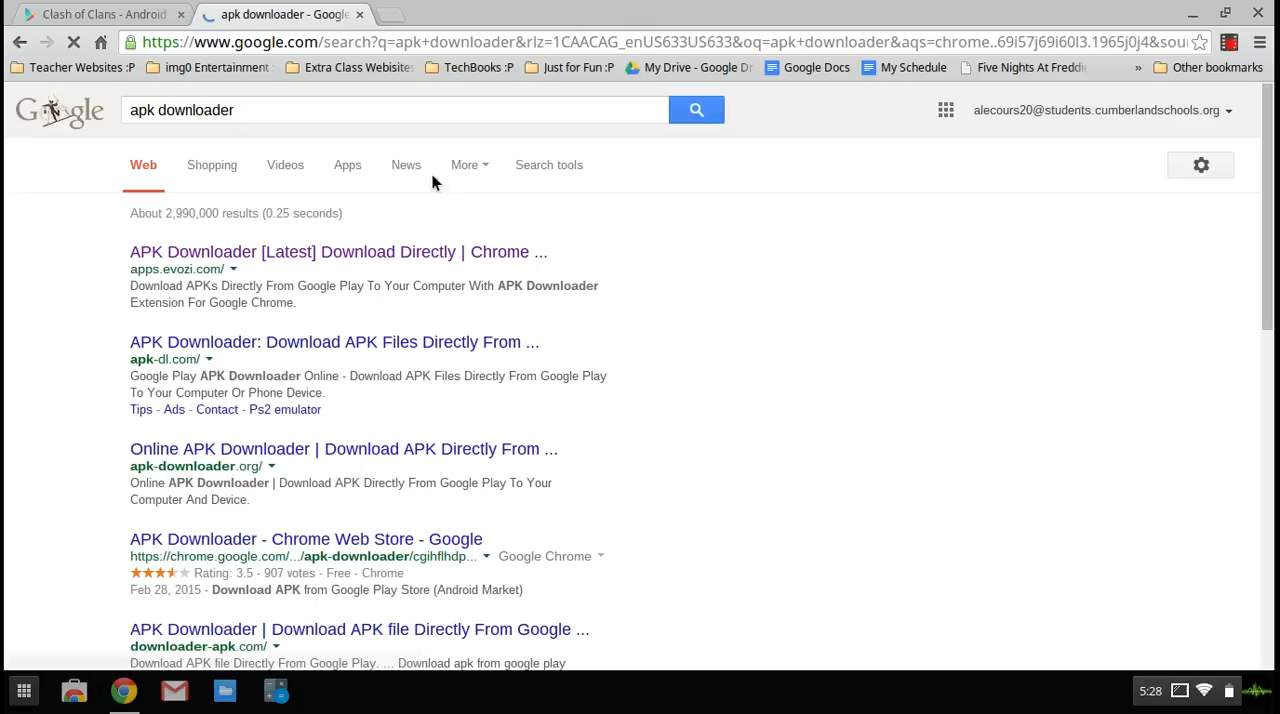 Clash of Clans - Android
apk downloader - Google
https://www.google.com/search?q=apk+downloader&rlz=1CAACAG_enUS633US633&oq=apk+downloader&aqs=chrome..69i57j69i60l3.1965j0j4&sou
Teacher Websites :P
img0 Entertainment
Extra Class Webisites
TechBooks :P
Just for Fun :P
My Drive - Google Dr
Google Docs
My Schedule
Five Nights At Freddi
»
Other bookmarks
Google
apk downloader
alecours20@students.cumberlandschools.org
Web
Shopping
Videos
Apps
News
More
Search tools
About 2,990,000 results (0.25 seconds)
APK Downloader [Latest] Download Directly | Chrome ...
apps.evozi.com/
Download APKs Directly From Google Play To Your Computer With APK Downloader
Extension For Google Chrome.
APK Downloader: Download APK Files Directly From ...
apk-dl.com/
Google Play APK Downloader Online - Download APK Files Directly From Google Play
To Your Computer Or Phone Device.
Tips - Ads - Contact - Ps2 emulator
Online APK Downloader | Download APK Directly From ...
apk-downloader.org/
Online APK Downloader | Download APK Directly From Google Play To Your
Computer And Device.
APK Downloader - Chrome Web Store - Google
https://chrome.google.com/.../apk-downloader/cgihflhdp... Google Chrome
Rating: 3.5 - 907 votes - Free - Chrome
Feb 28, 2015 - Download APK from Google Play Store (Android Market)
APK Downloader | Download APK file Directly From Google ...
downloader-apk.com/
Download APK file Directly From Google Play. ... Download apk from google play
5:28